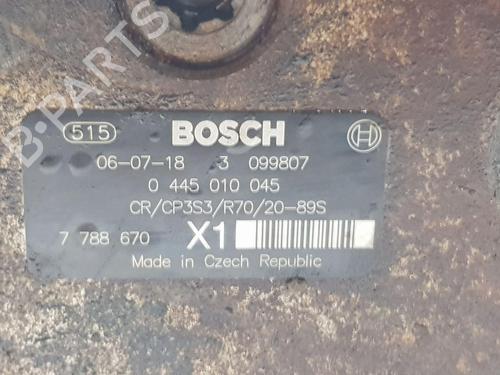 515 BOSCH
06-07-18 3 099807
0 445 010 045
CR/CP3S3/R70/20-89S
7 788 670 X1
Made in Czech Republic
B-PARTS